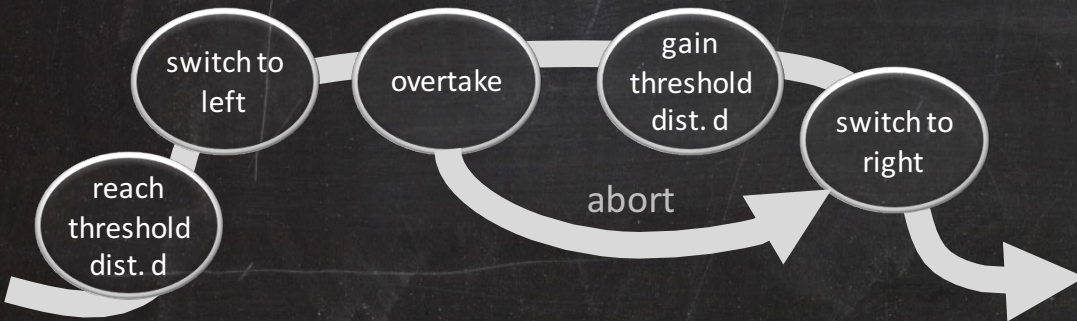 reach
threshold
dist. d
switch to
left
overtake
gain
threshold
dist. d
switch to
right
abort